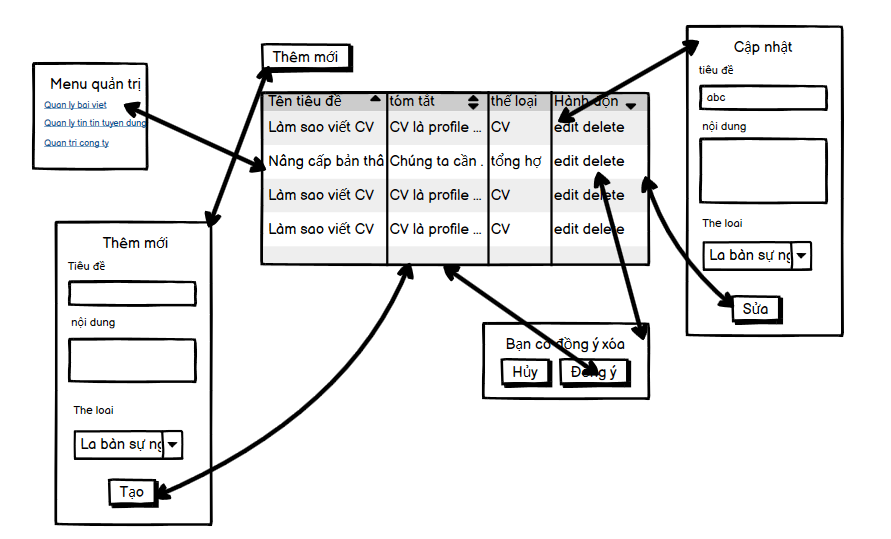 Thêm mới
Menu quản trị
Quan ly bai viet
Quan ly tin tin tuyen dung
Quan tri cong ty
Tên tiêu đề tóm tắt thể loại Hành động
Làm sao viết CV CV là profile ... CV edit delete
Nâng cấp bản thâ Chúng ta cần . tổng hợ edit delete
Làm sao viết CV CV là profile ... CV edit delete
Làm sao viết CV CV là profile ... CV edit delete
Cập nhật
tiêu đề
abc
nội dung
The loai
La bàn sự ng
Sửa
Thêm mới
Tiêu đề
nội dung
The loai
La bàn sự ng
Tạo
Bạn có đồng ý xóa
Hủy Đồng ý